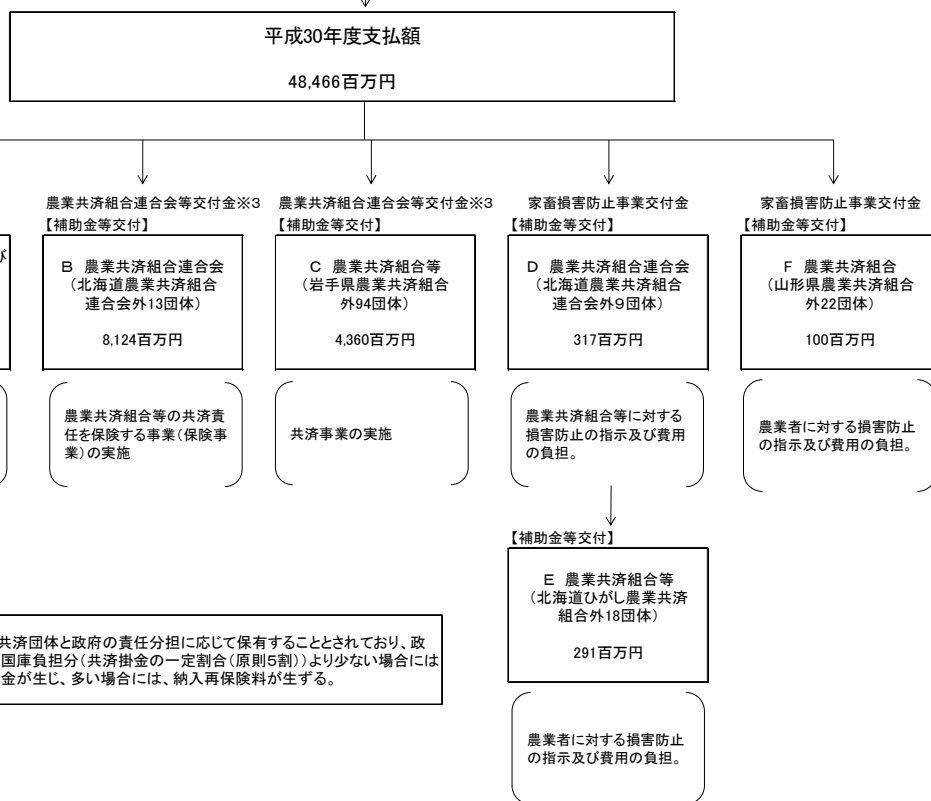 平成30年度支払額
48,466百万円
農業共済組合連合会等交付金※3
【補助金等交付】
B 農業共済組合連合会
(北海道農業共済組合
連合会外13団体)
8,124百万円
農業共済組合等の共済責
任を保険する事業(保険事
業)の実施
農業共済組合連合会等交付金※3
【補助金等交付】
C 農業共済組合等
(岩手県農業共済組合
外94団体)
4,360百万円
共済事業の実施
家畜損害防止事業交付金
【補助金等交付】
D 農業共済組合連合会
(北海道農業共済組合
連合会外9団体)
317百万円
農業共済組合等に対する
損害防止の指示及び費用
の負担。
【補助金等交付】
E 農業共済組合等
(北海道ひがし農業共済
組合外18団体)
291百万円
農業者に対する損害防止
の指示及び費用の負担。
家畜損害防止事業交付金
【補助金等交付】
F 農業共済組合
(山形県農業共済組合
外22団体)
100百万円
農業者に対する損害防止
の指示及び費用の負担。
び
共済団体と政府の責任分担に応じて保有することとされており、政
国庫負担分(共済掛金の一定割合(原則5割))より少ない場合には
金が生じ、多い場合には、納入再保険料が生ずる。